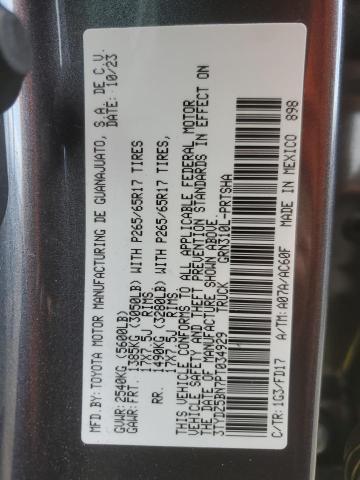 MFD.BY: TOYOTA MOTOR MANUFACTURING DE GUANAJUATO, S.A. DE C.V.
DATE: 10/23
GVWR: 2540KG (5600LB)
GAWR: FRT. 1385KG (3050LB) WITH P265/65R17 TIRES
17X7.5J RIMS,
RR. 1490KG (3280LB) WITH P265/65R17 TIRES,
17X7.5J RIMS.
THIS VEHICLE CONFORMS TO ALL APPLICABLE FEDERAL MOTOR
VEHICLE SAFETY AND THEFT PREVENTION STANDARDS IN EFFECT ON
THE DATE OF MANUFACTURE SHOWN ABOVE.
3TYDZ5BN7PT034929 TRUCK GRN310L-PRTSHA
C/TR: 1G3/FD17 A/TM: A07A/AC60F MADE IN MEXICO 898